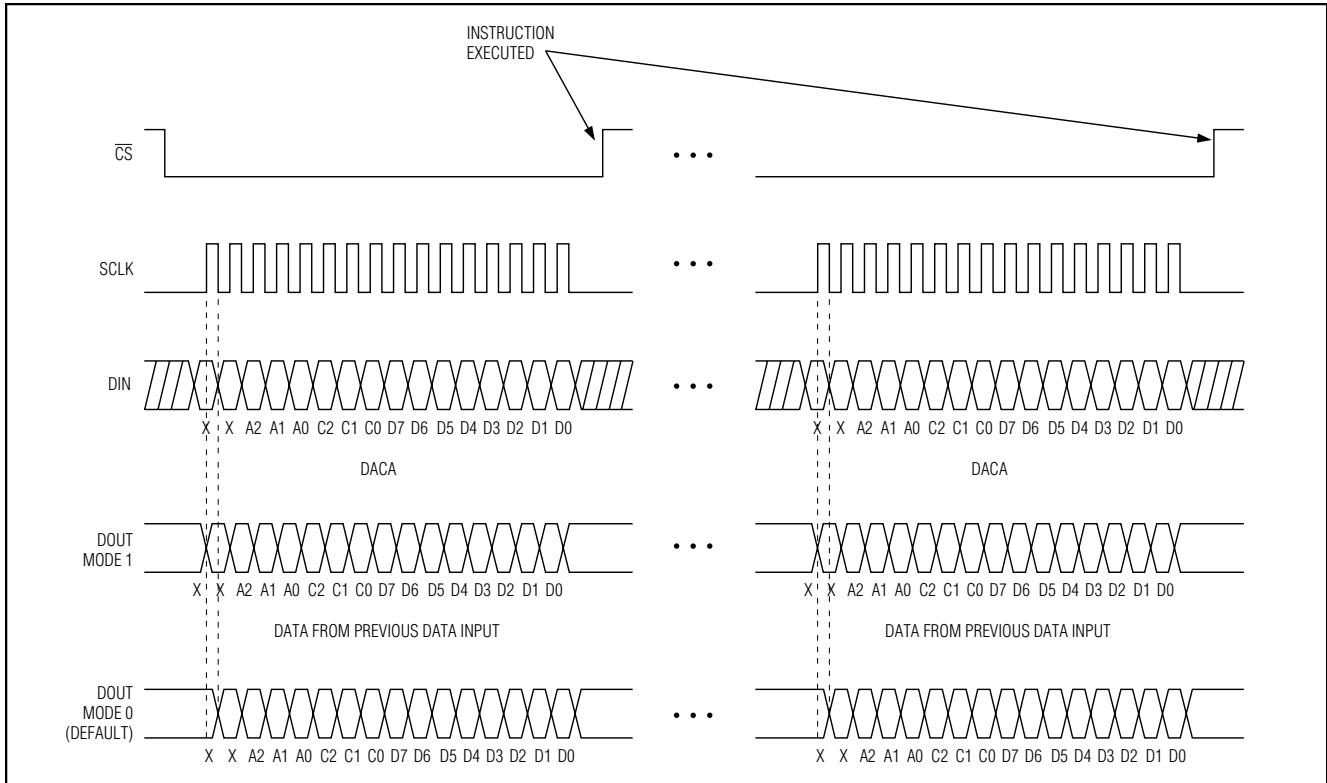 INSTRUCTION
EXECUTED
CS
• • •
SCLK
• • •
DIN
• • •
X X A2 A1 A0 C2 C1 C0 D7 D6 D5 D4 D3 D2 D1 D0
X X A2 A1 A0 C2 C1 C0 D7 D6 D5 D4 D3 D2 D1 D0
DACA
DACA
DOUT
MODE 1
• • •
X X A2 A1 A0 C2 C1 C0 D7 D6 D5 D4 D3 D2 D1 D0
X X A2 A1 A0 C2 C1 C0 D7 D6 D5 D4 D3 D2 D1 D0
DATA FROM PREVIOUS DATA INPUT
DATA FROM PREVIOUS DATA INPUT
DOUT
MODE 0
(DEFAULT)
• • •
X X A2 A1 A0 C2 C1 C0 D7 D6 D5 D4 D3 D2 D1 D0
X X A2 A1 A0 C2 C1 C0 D7 D6 D5 D4 D3 D2 D1 D0